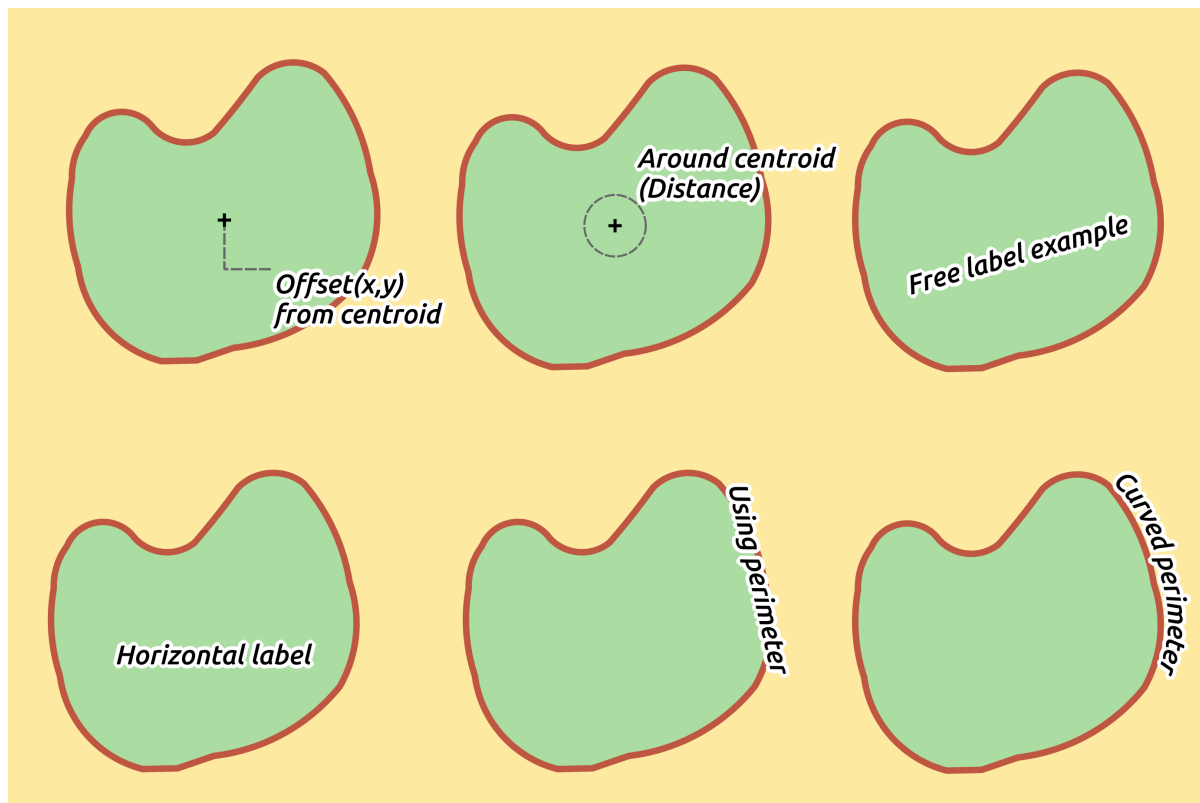 Offset(x,y)
from centroid
Around centroid
(Distance)
Free label example
Horizontal label
Using perimeter
Curved perimeter